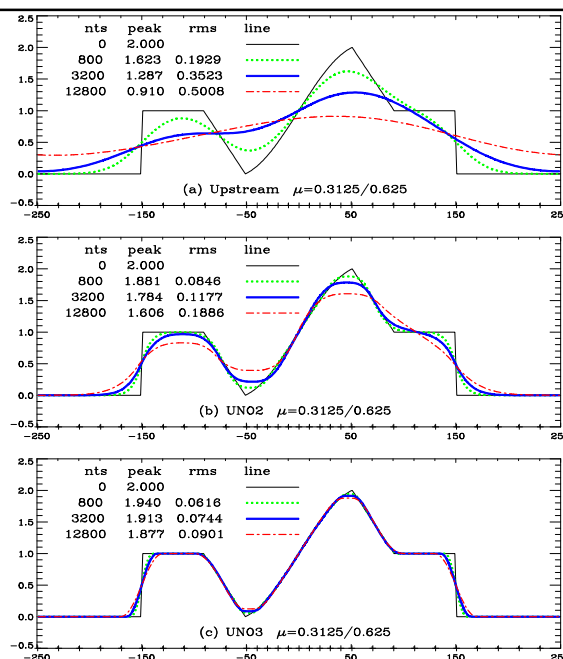 nts peak rms line
0 2.000
800 1.623 0.1929
3200 1.287 0.3523
12800 0.910 0.5008
2.5
2.0
1.5
1.0
0.5
0.0
-0.5
(a) Upstream μ=0.3125/0.625
-250 -150 -50 50 150 25
nts peak rms line
0 2.000
800 1.881 0.0846
3200 1.784 0.1177
12800 1.606 0.1886
2.5
2.0
1.5
1.0
0.5
0.0
-0.5
(b) UNO2 μ=0.3125/0.625
-250 -150 -50 50 150 25
nts peak rms line
0 2.000
800 1.940 0.0616
3200 1.913 0.0744
12800 1.877 0.0901
2.5
2.0
1.5
1.0
0.5
0.0
-0.5
(c) UNO3 μ=0.3125/0.625
-250 -150 -50 50 150 25